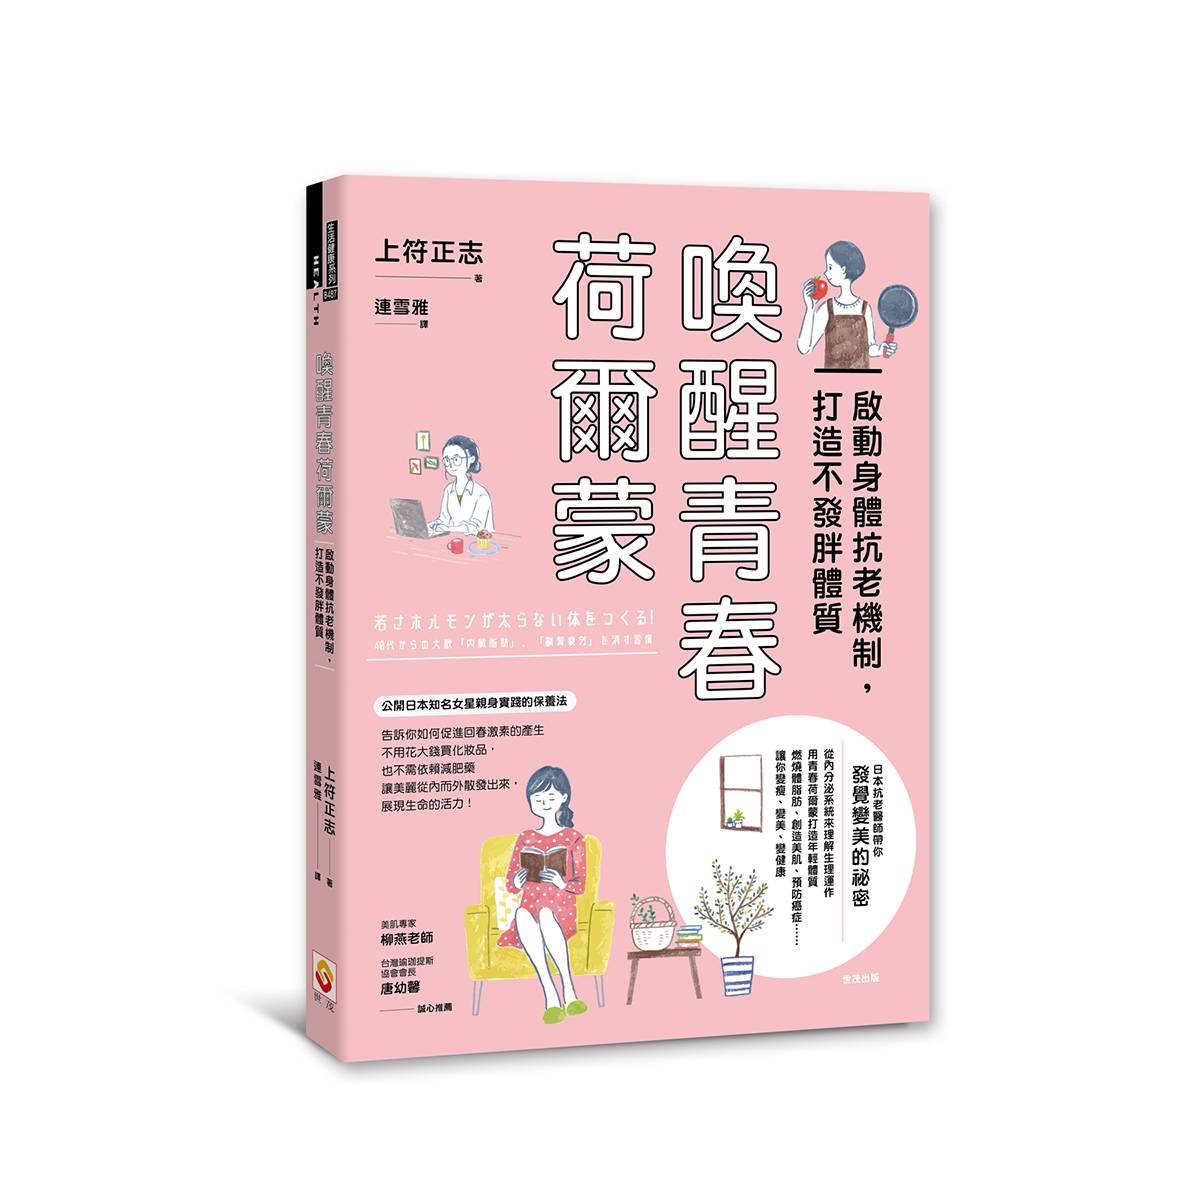 生活健康系列
B487
HEALTH
喚醒青春荷爾蒙
啟動身體抗老機制，
打造不發胖體質
上符正志 著
連雪雅 譯
世茂
上符正志
著
連雪雅
譯
喚醒青春
荷爾蒙
啟動身體抗老機制，
打造不發胖體質
若さホルモンが太らない体をつくる!
40代からの大敵「内臓脂肪」、「副腎疲労」を消す習慣
公開日本知名女星親身實踐的保養法
告訴你如何促進回春激素的產生
不用花大錢買化妝品，
也不需依賴減肥藥
讓美麗從內而外散發出來，
展現生命的活力！
日本抗老醫師帶你
發覺變美的祕密
從內分泌系統來理解生理運作
用青春荷爾蒙打造年輕體質
燃燒體脂肪、創造美肌、預防癌症……
讓你變瘦、變美、變健康
美肌專家
柳燕老師
台灣瑜珈提斯
協會會長
唐幼馨
誠心推薦
世茂出版